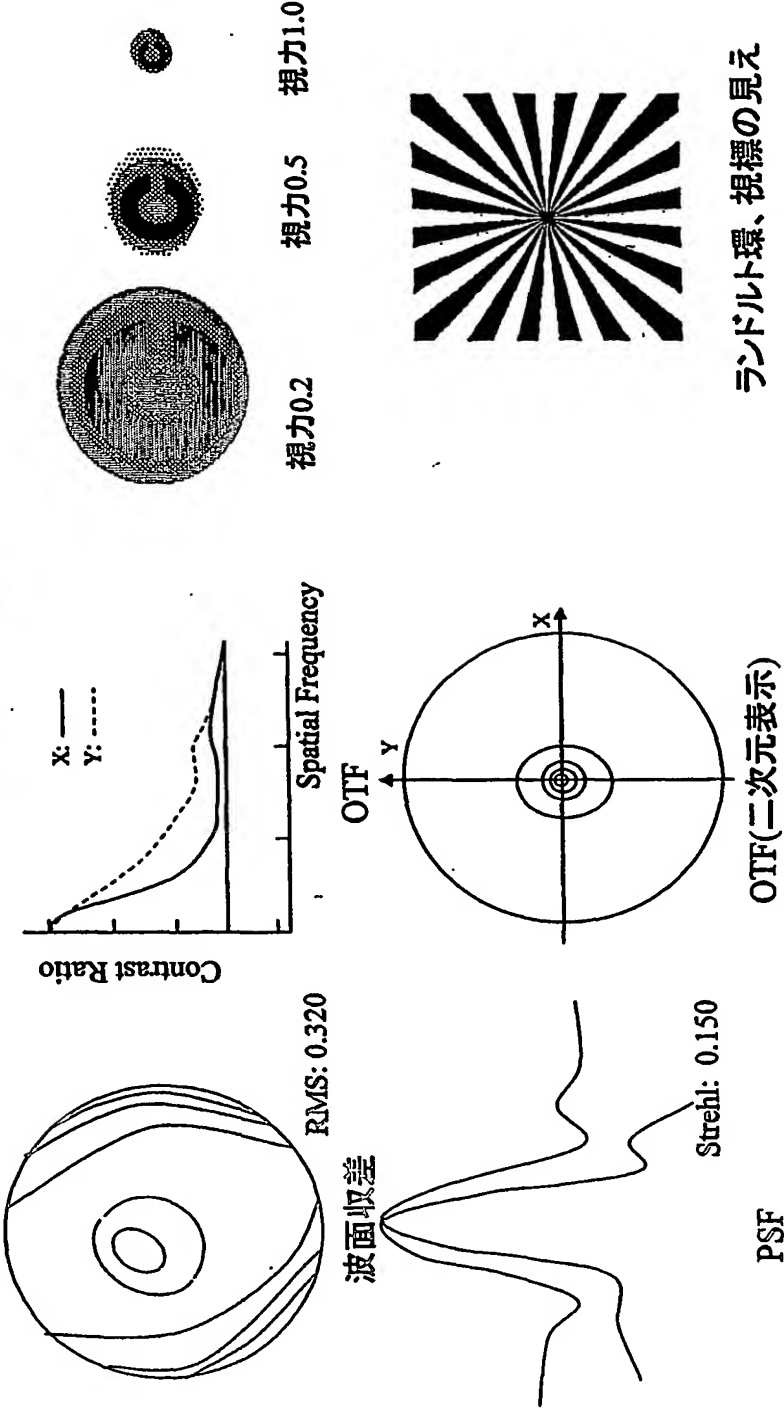 RMS: 0.320
波面収差
Strehl: 0.150
PSF
Contrast Ratio
X:
Y:
Spatial Frequency
OTF
Y
X
OTF(二次元表示)
視力0.2
視力0.5
視力1.0
ランドルト環、視標の見え